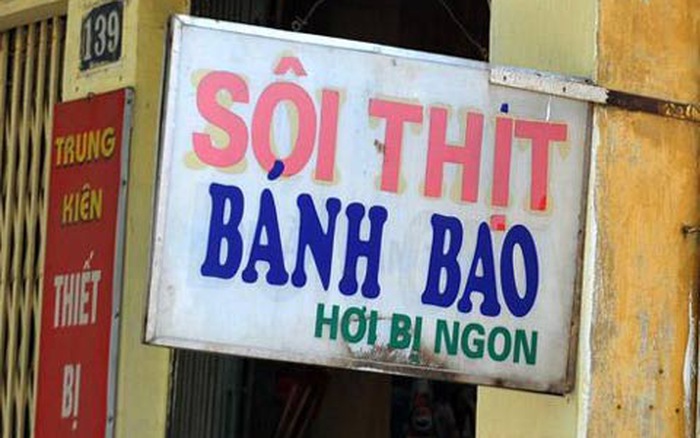 139
TRUNG
KIÊN
THIẾT
BỊ
SÔI THỊT
BÁNH BAO
HƠI BỊ NGON